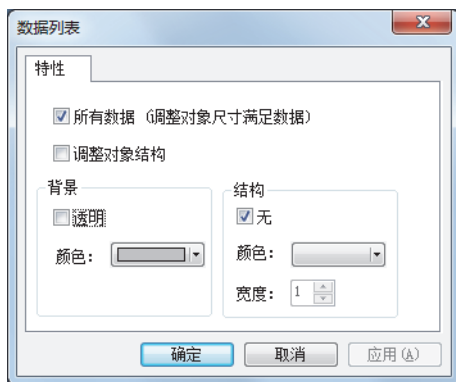 数据列表
特性
所有数据（调整对象尺寸满足数据）
调整对象结构
背景
透明
颜色：
结构
无
颜色：
宽度： 1
确定 取消 应用(A)